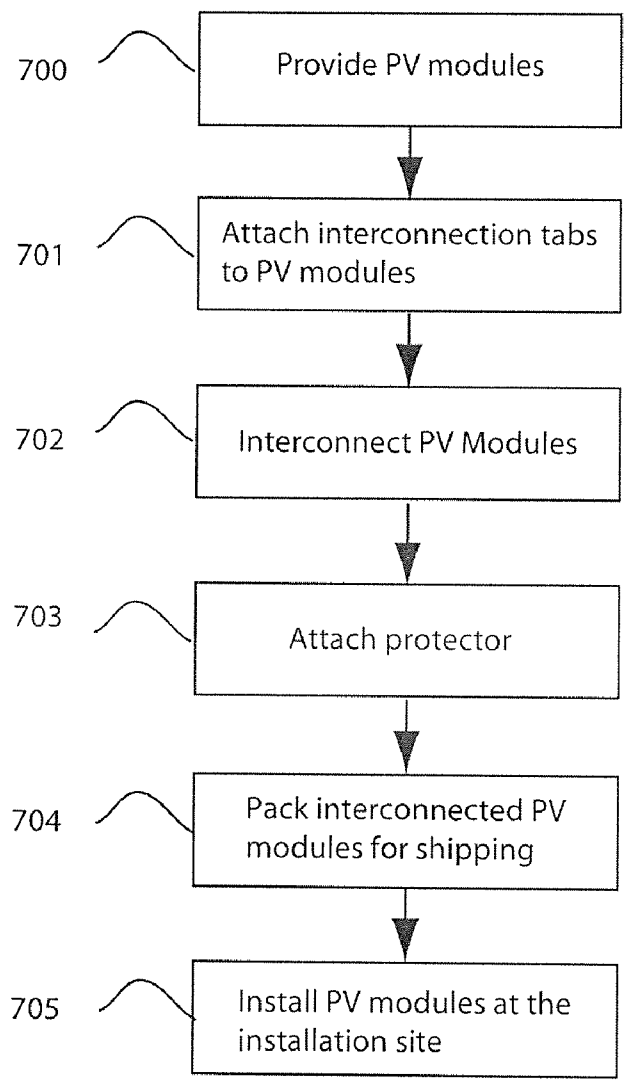 700
Provide PV modules
701
Attach interconnection tabs
to PV modules
702
Interconnect PV Modules
703
Attach protector
704
Pack interconnected PV
modules for shipping
705
Install PV modules at the
installation site